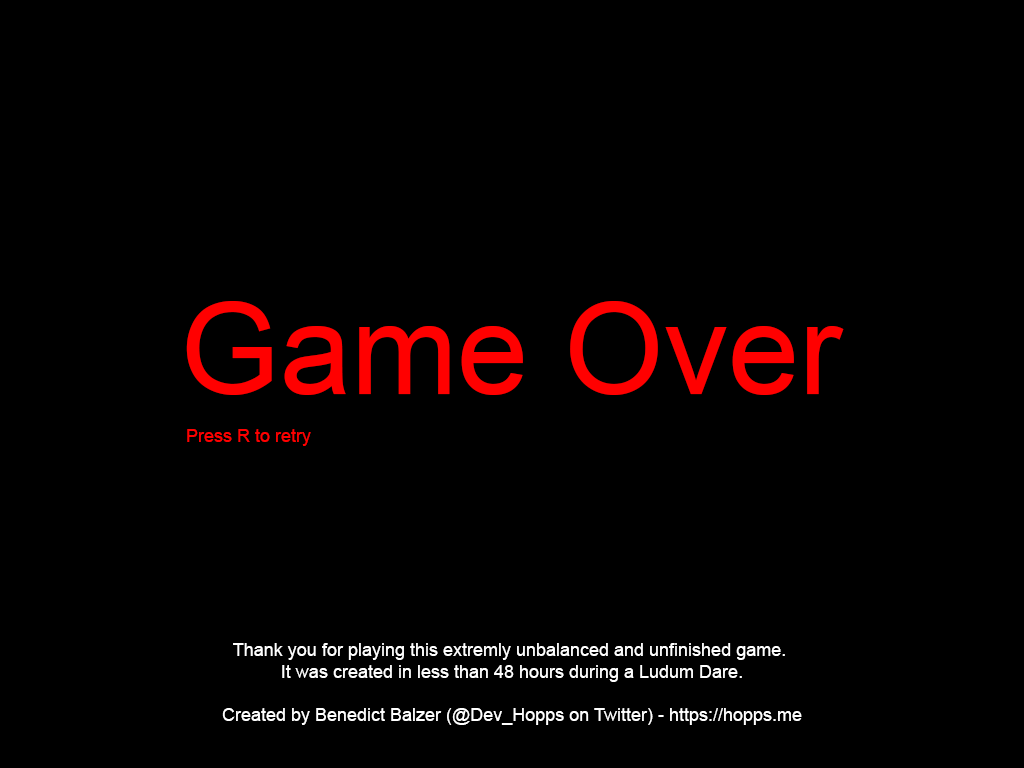 Game Over
Press R to retry
Thank you for playing this extremly unbalanced and unfinished game.
It was created in less than 48 hours during a Ludum Dare.
Created by Benedict Balzer (@Dev_Hopps on Twitter) - https://hopps.me